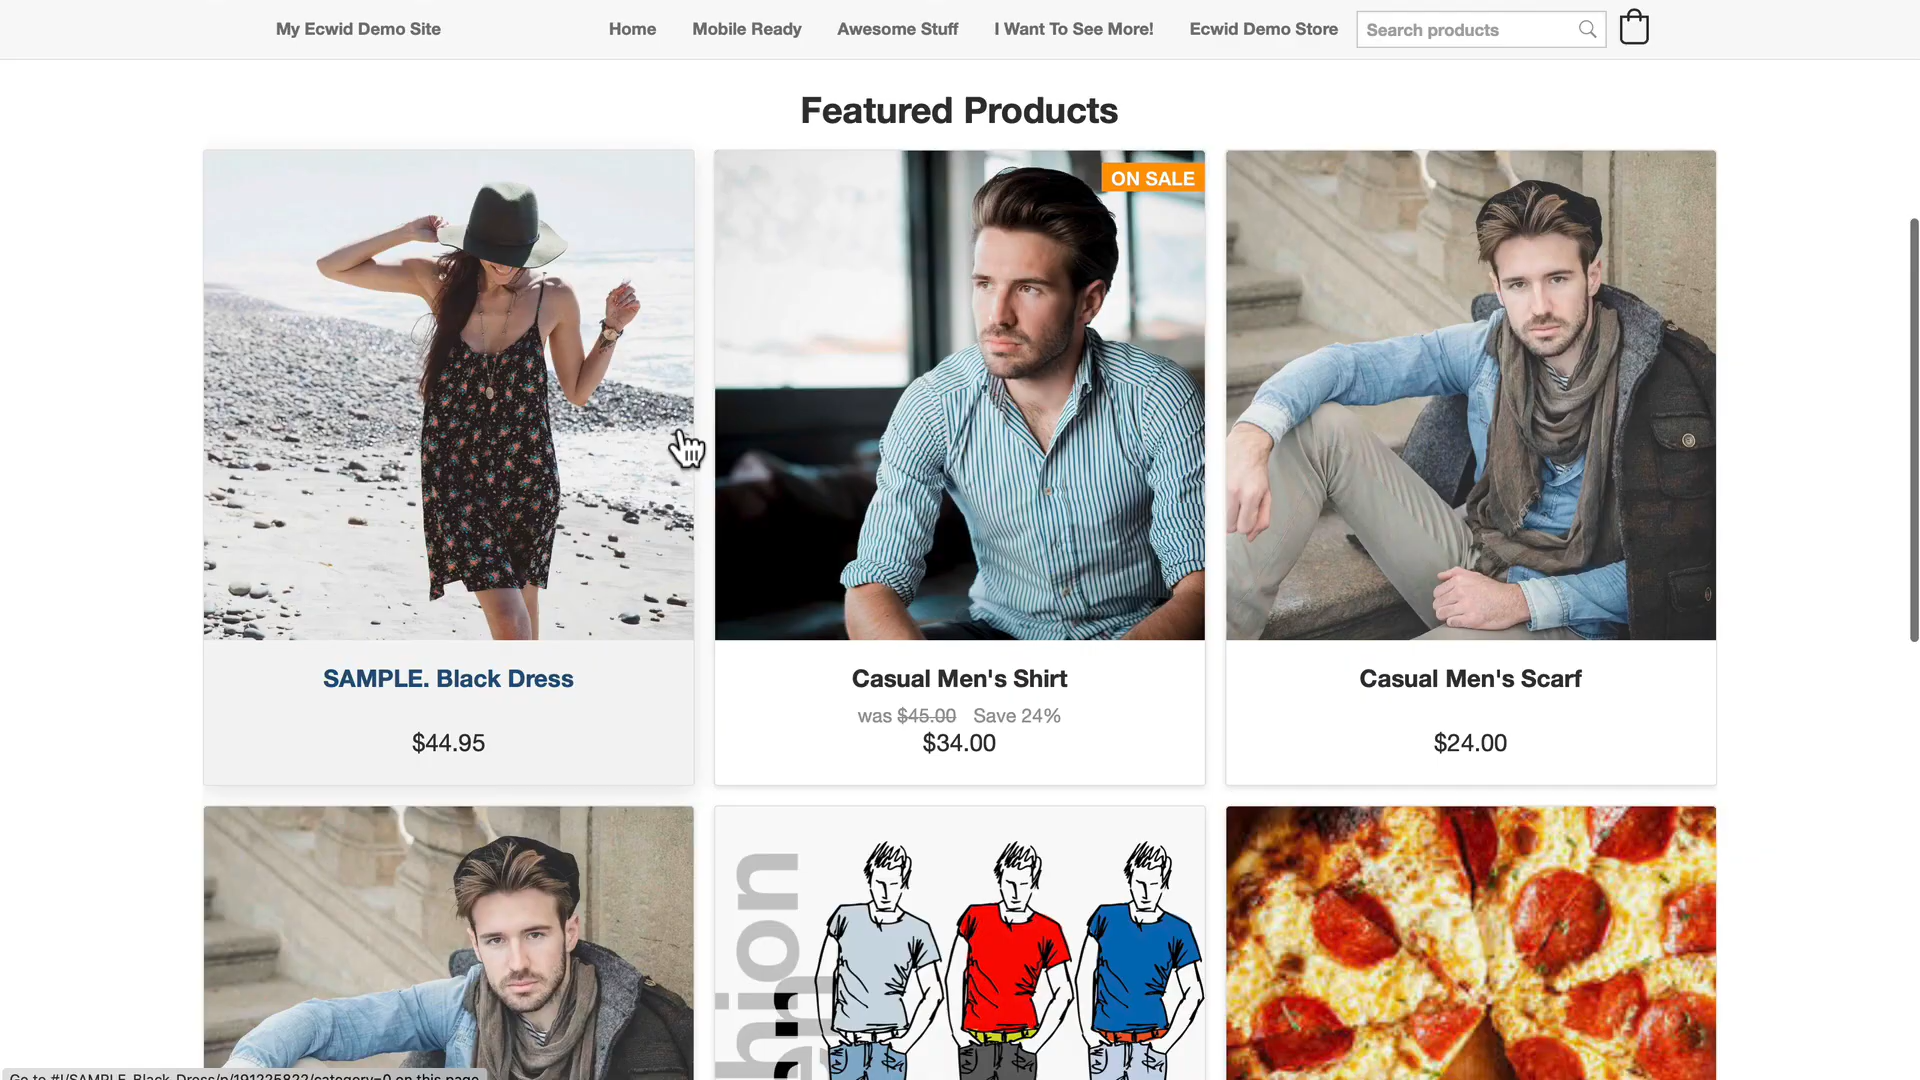 My Ecwid Demo Site Home Mobile Ready Awesome Stuff I Want To See More! Ecwid Demo Store Search products
Featured Products
ON SALE
SAMPLE. Black Dress
$44.95
Casual Men's Shirt
was $45.00 Save 24%
$34.00
Casual Men's Scarf
$24.00
hion
Go to #!/SAMPLE-Black-Dress/p/191225822/category=0 on this page